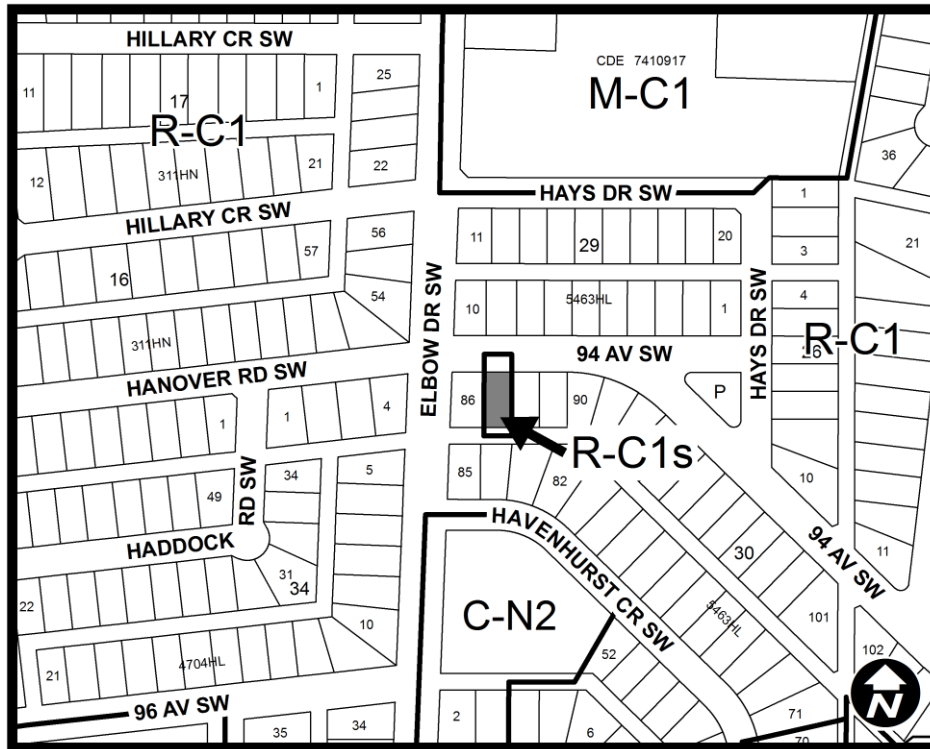 HILLARY CR SW
CDE 7410917
M-C1
11
17
1
25
R-C1
12
311HN
21
22
36
HILLARY CR SW
HAYS DR SW
1
57
56
11
29
20
3
21
16
54
ELBOW DR SW
10
5463HL
1
HAYS DR SW
4
R-C1
26
311HN
94 AV SW
HANOVER RD SW
86
90
P
1
1
4
R-C1s
85
82
10
49
RD SW
34
5
HADDOCK
HAVENHURST CR SW
30
94 AV SW
11
31
34
22
C-N2
5463HL
101
10
21
4704HL
52
102
96 AV SW
2
6
71
70
35
34
N